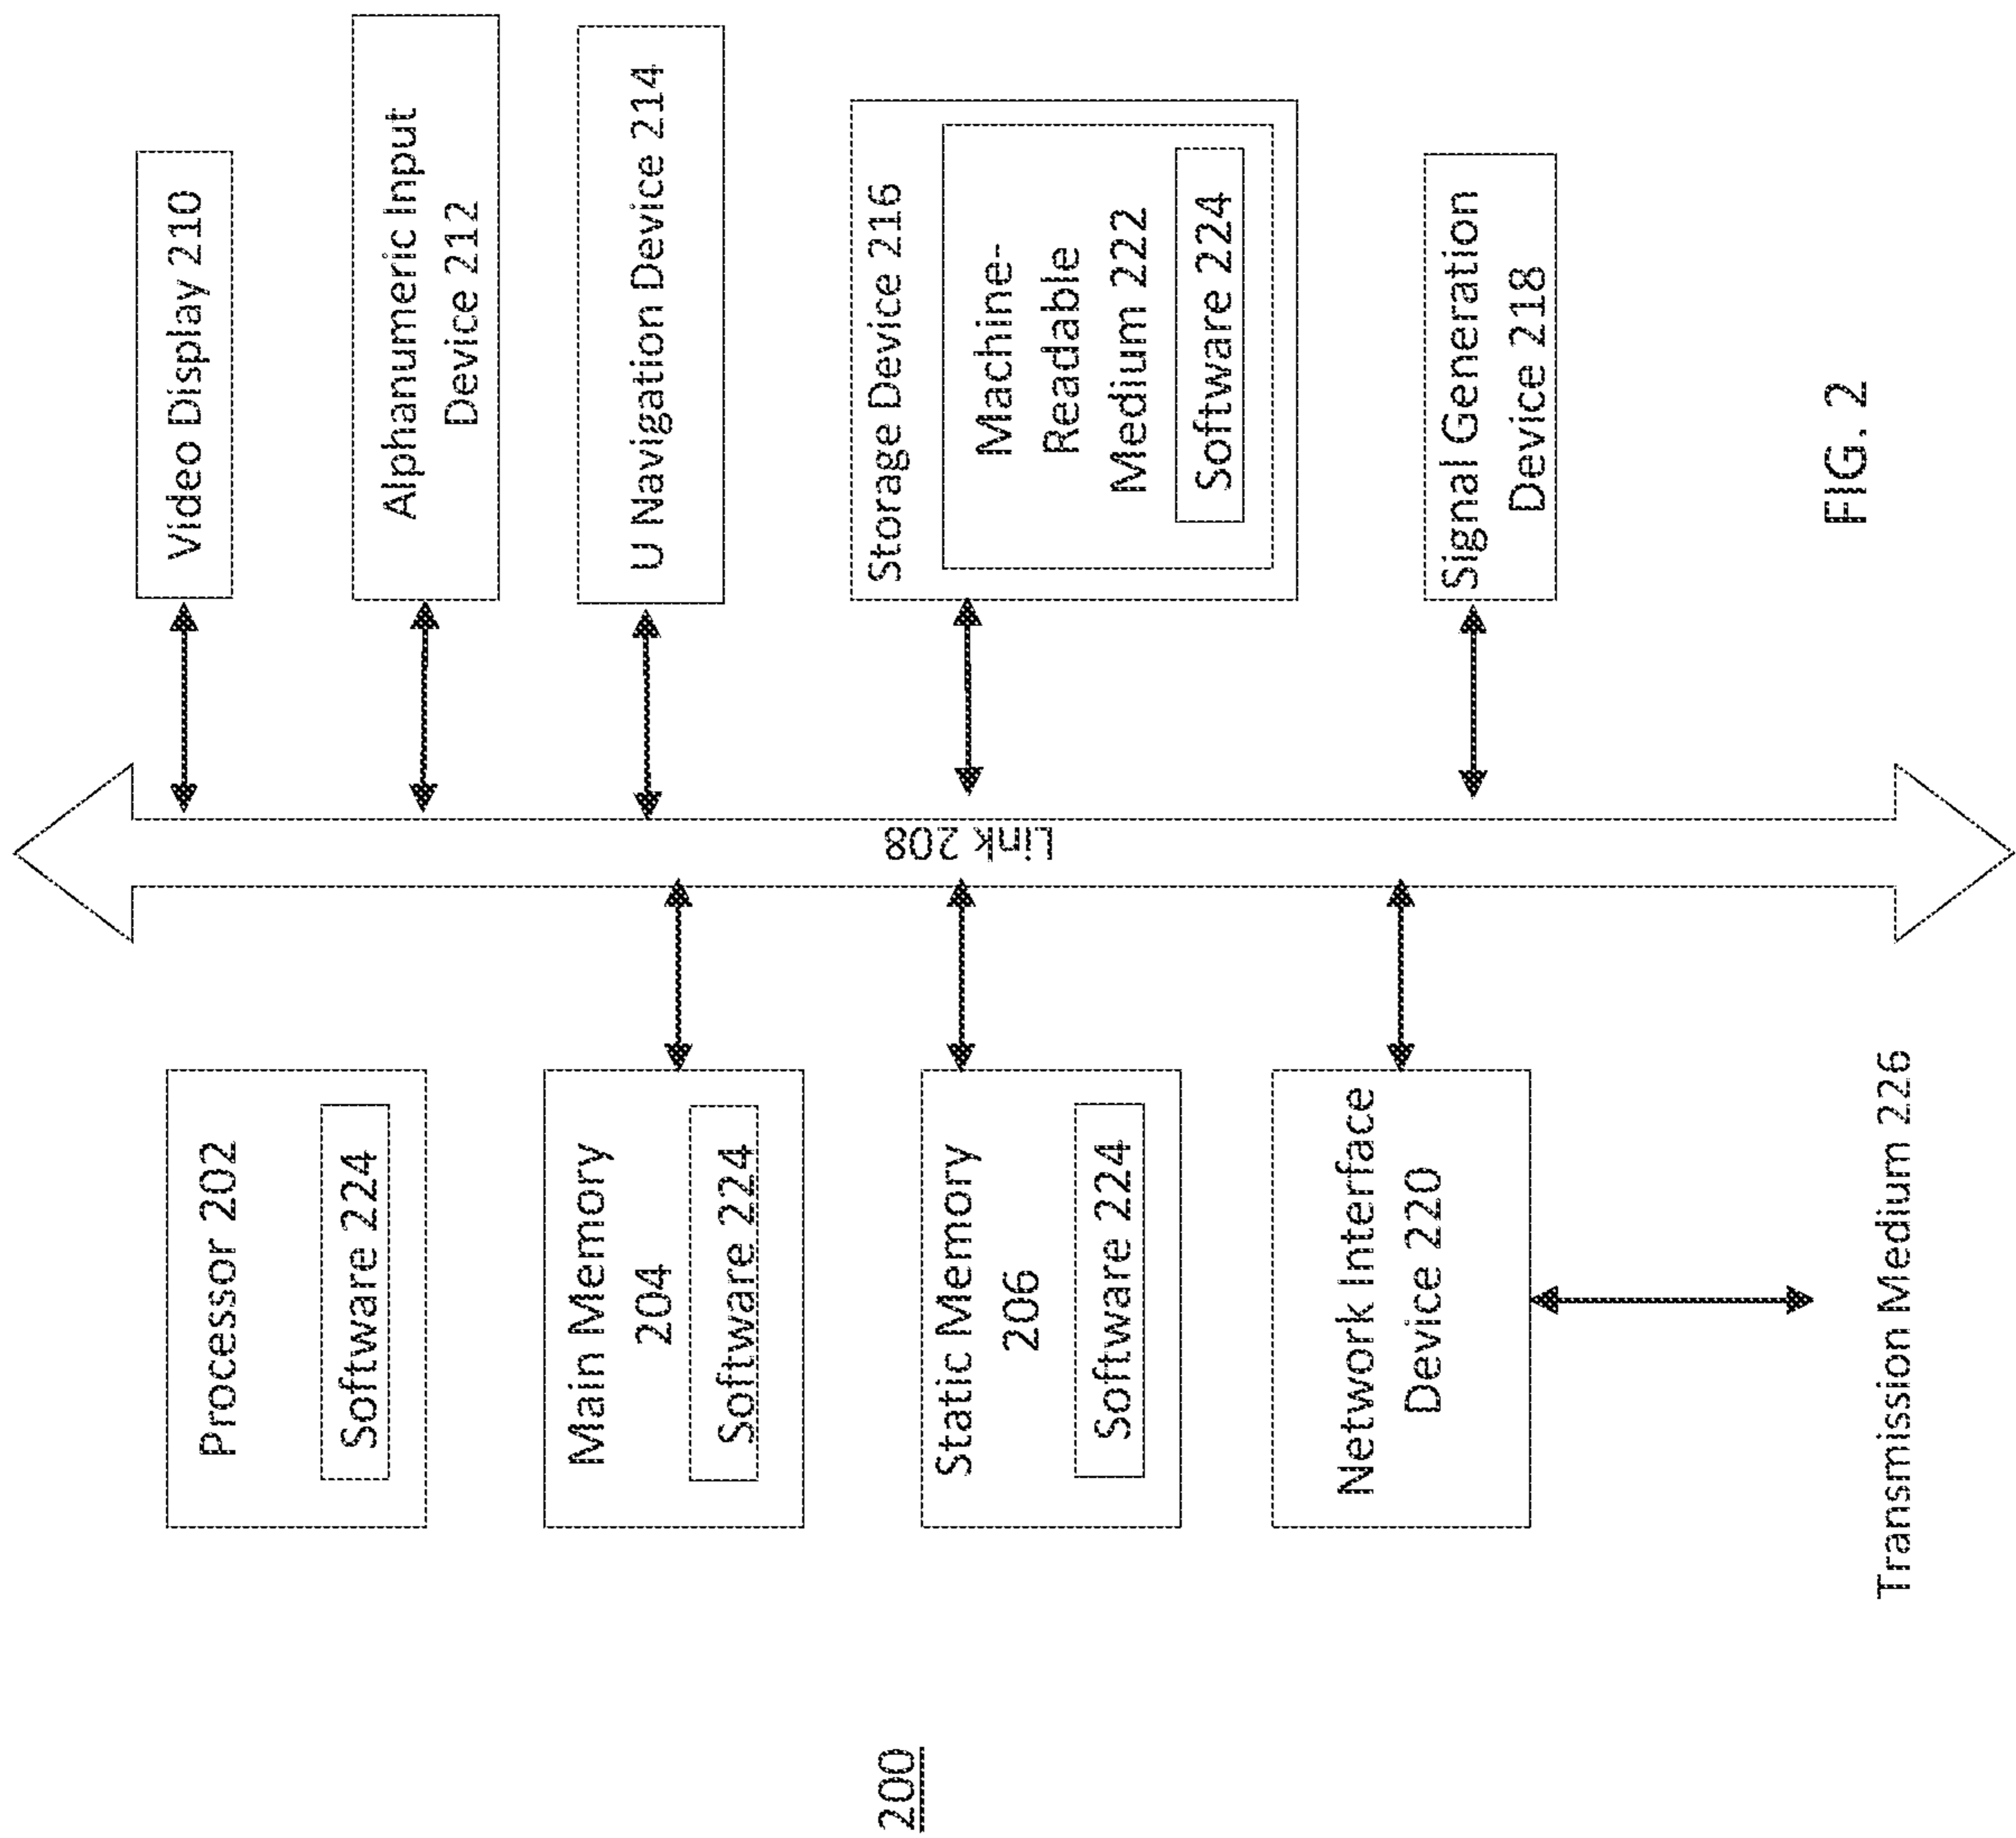 200
Processor 202
Software 224
Main Memory
204
Software 224
Static Memory
206
Software 224
Network Interface
Device 220
Transmission Medium 226
Link 208
Video Display 210
Alphanumeric Input
Device 212
U Navigation Device 214
Storage Device 216
Machine-
Readable
Medium 222
Software 224
Signal Generation
Device 218
FIG. 2